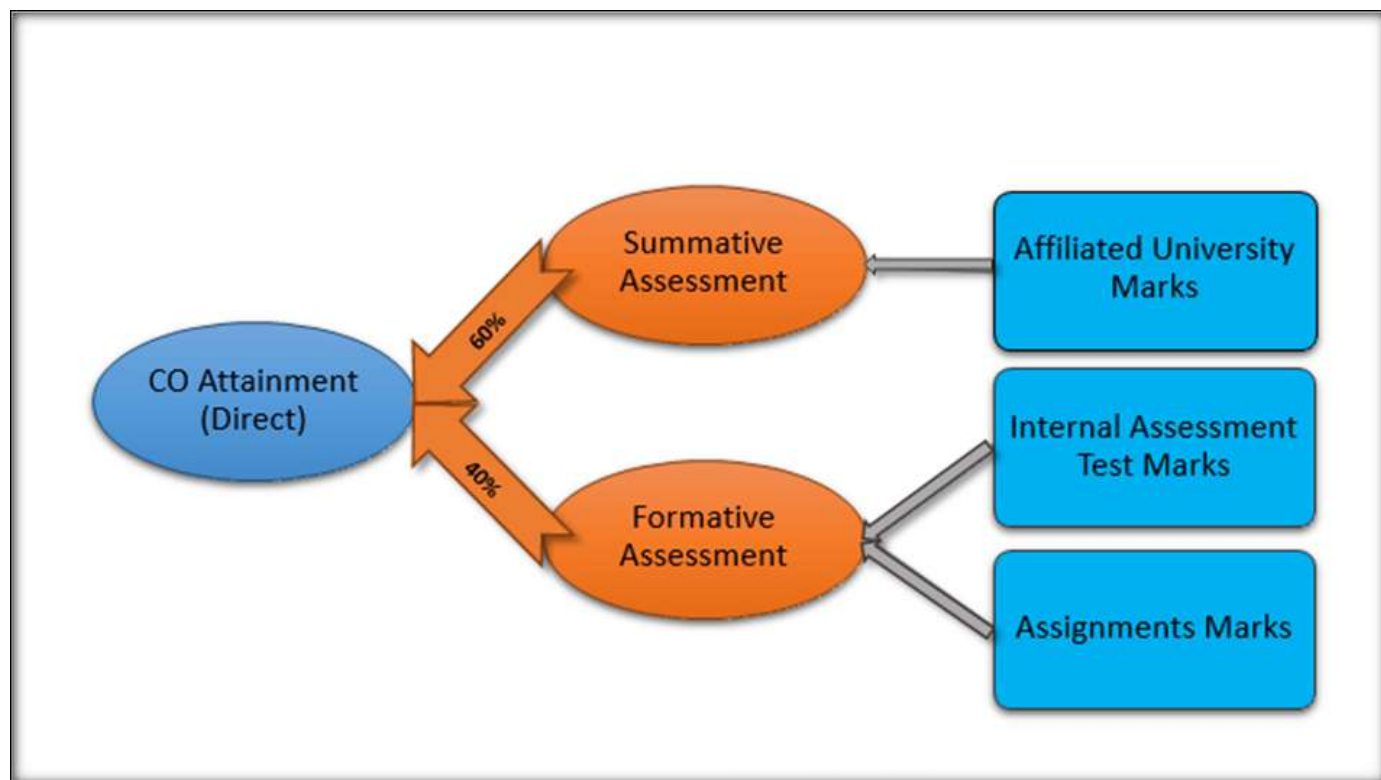 Summative
Assessment
Affiliated University
Marks
60%
CO Attainment
(Direct)
Internal Assessment
Test Marks
40%
Formative
Assessment
Assignments Marks